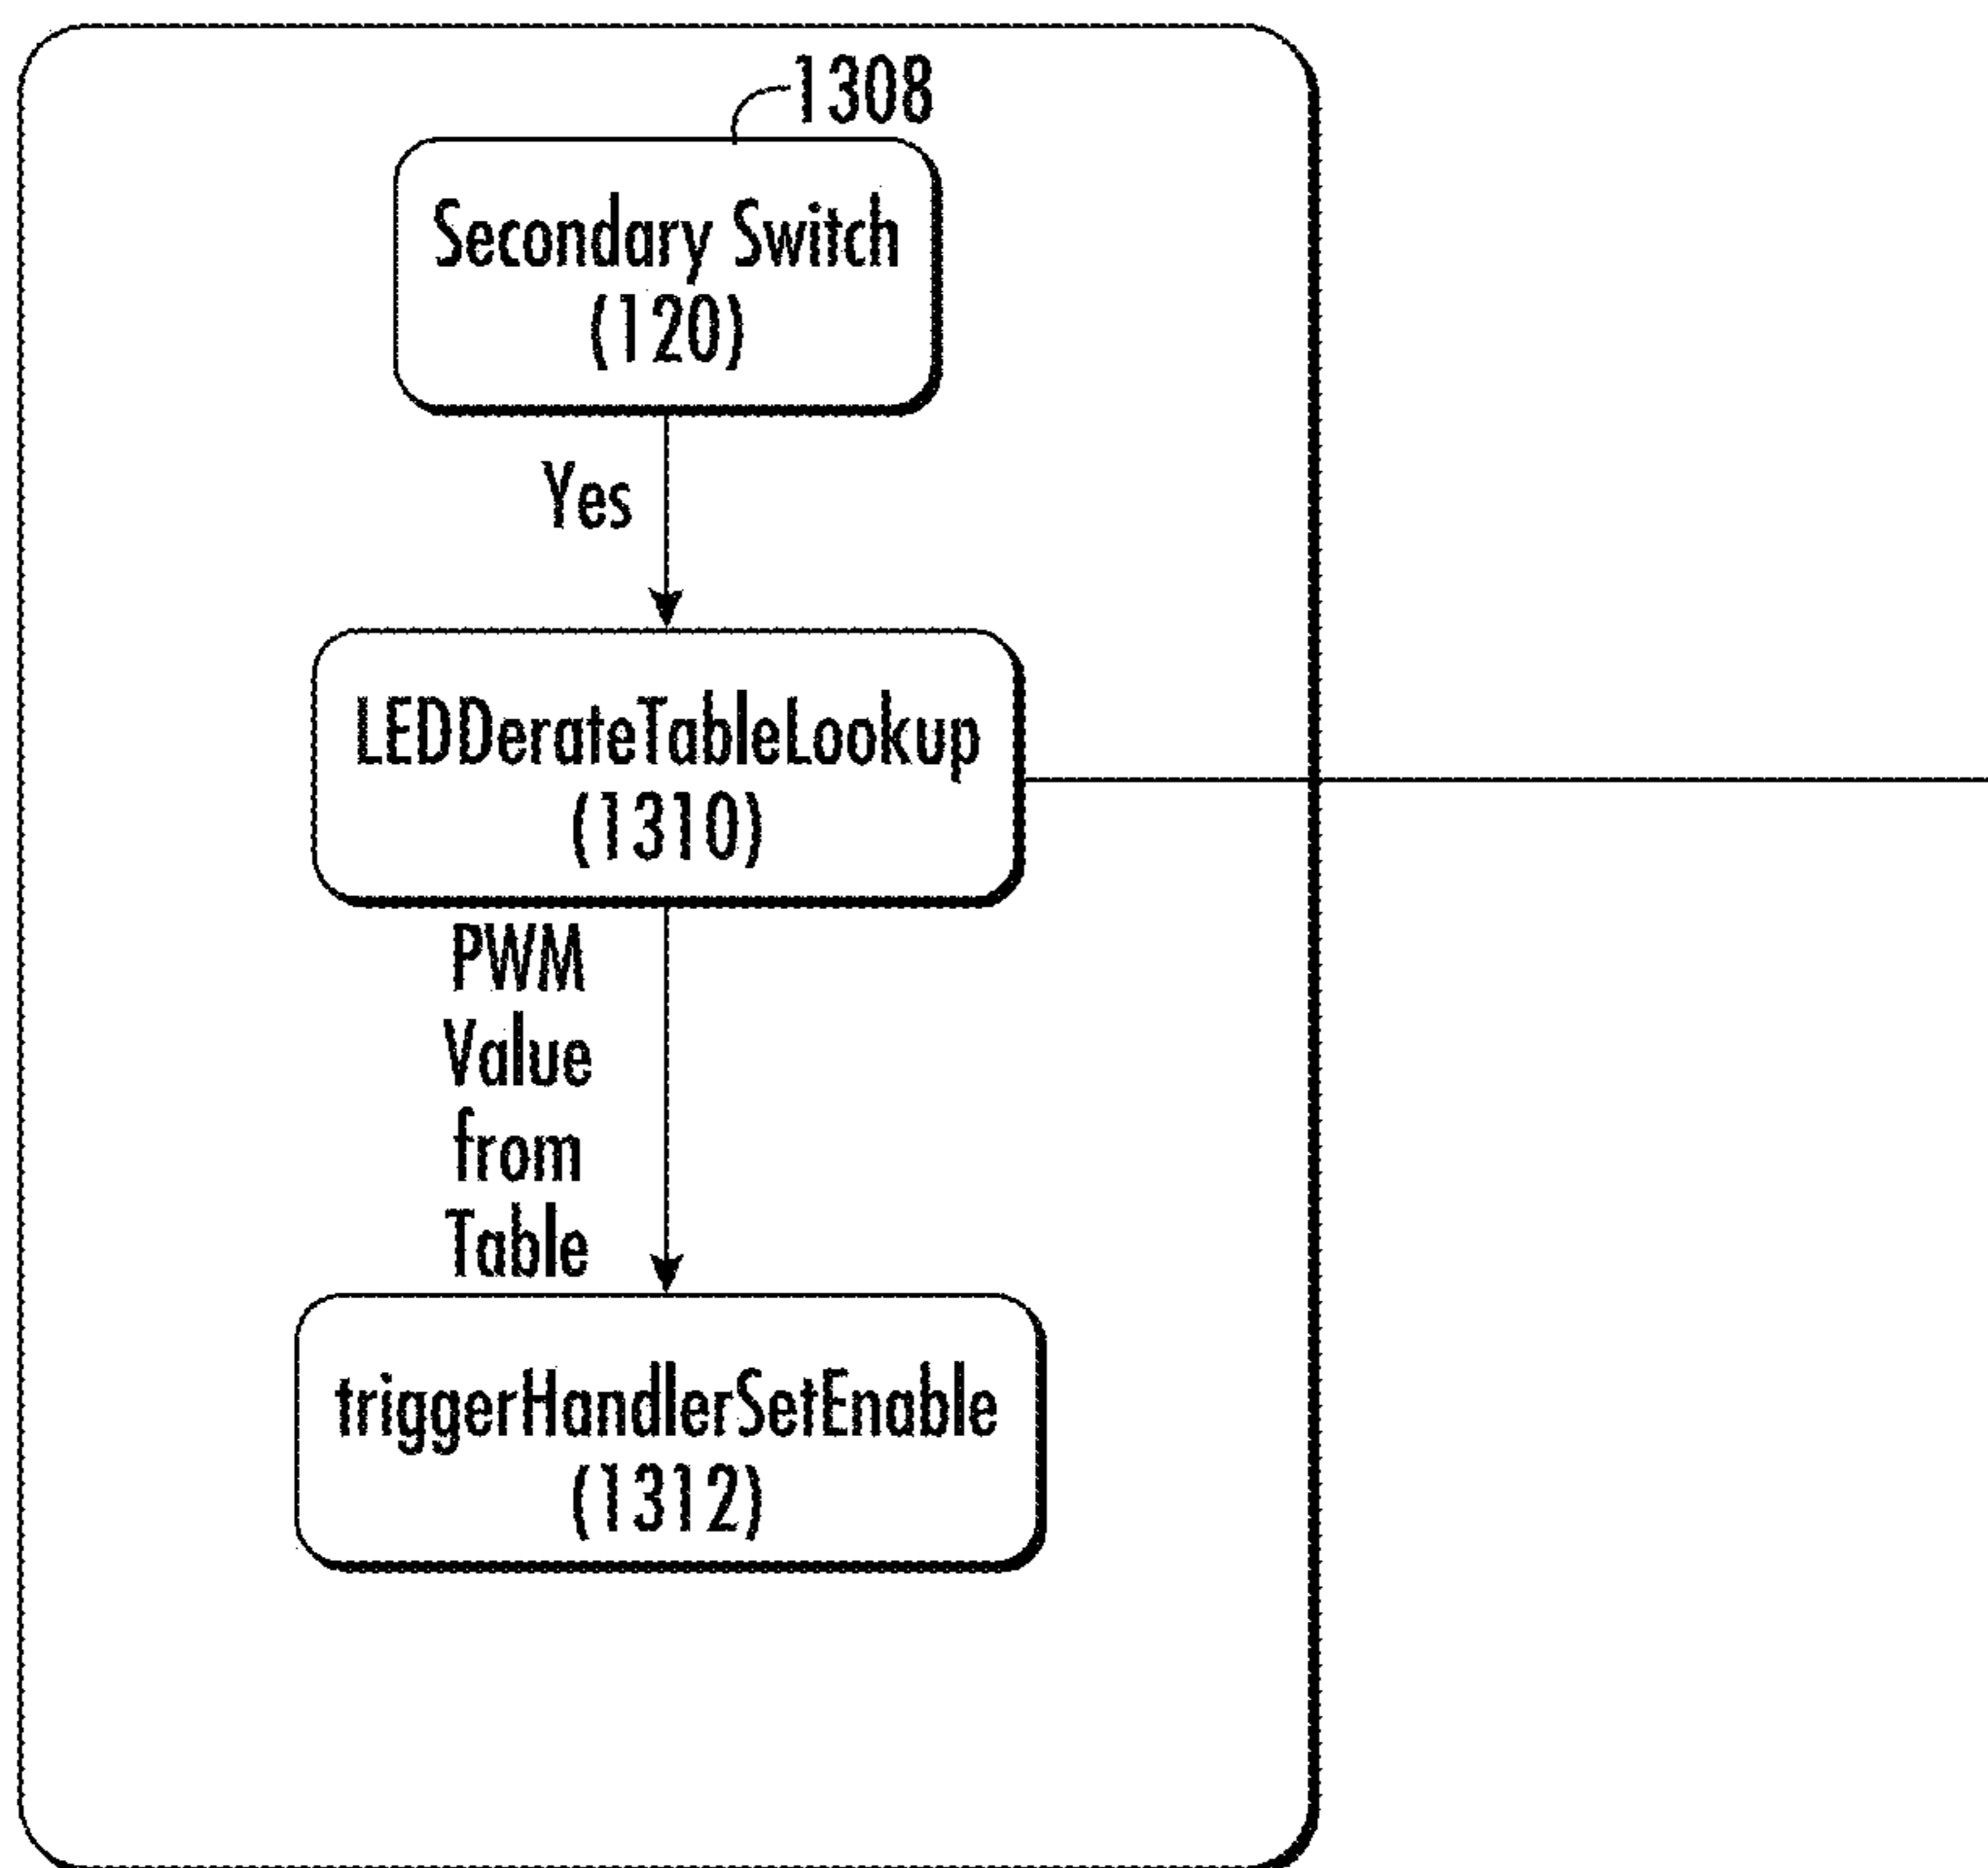 1308
Secondary Switch
(120)
Yes
LEDDerateTableLookup
(1310)
PWM
Value
from
Table
triggerHandlerSetEnable
(1312)